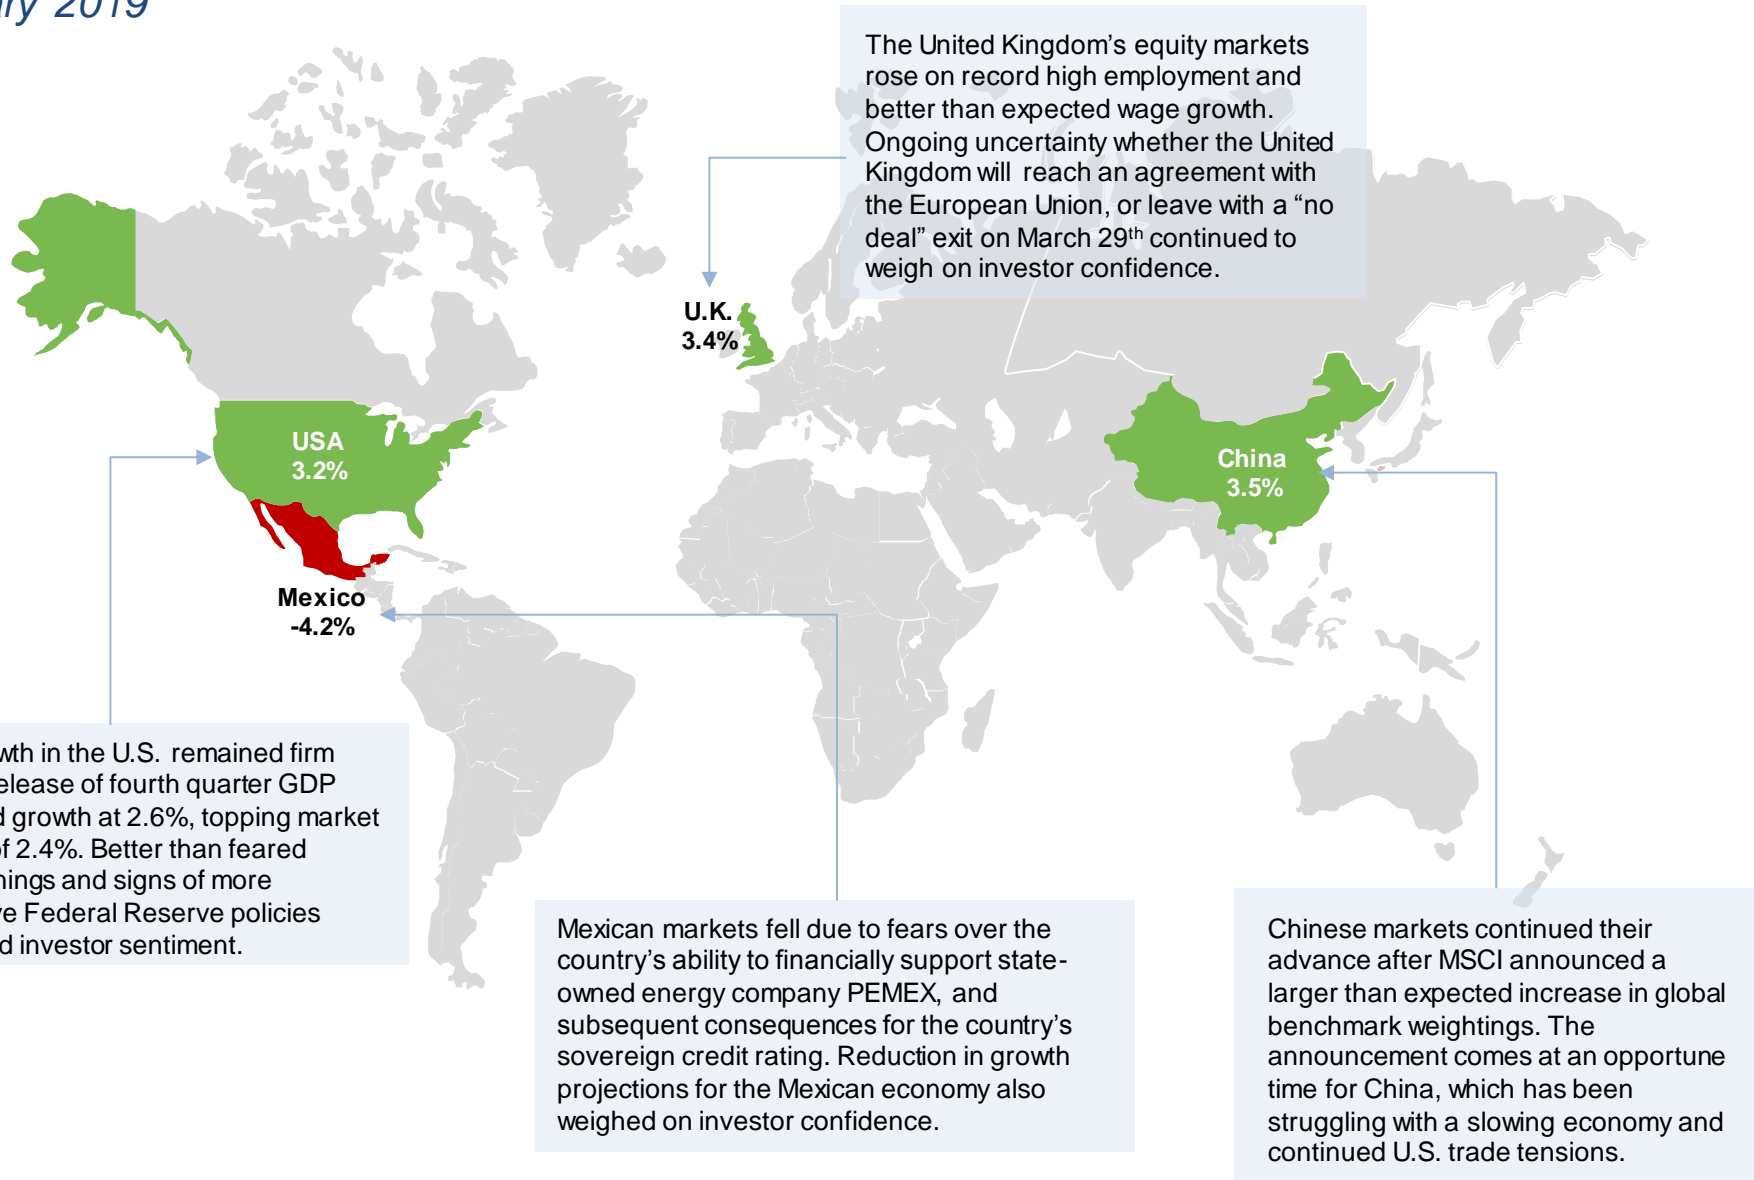 2019
The United Kingdom’s equity markets
rose on record high employment and
better than expected wage growth.
Ongoing uncertainty whether the United
Kingdom will reach an agreement with
the European Union, or leave with a “no
deal” exit on March 29th continued to
weigh on investor confidence.
U.K.
3.4%
USA
3.2%
China
3.5%
Mexico
-4.2%
in the U.S. remained firm
of fourth quarter GDP
growth at 2.6%, topping market
of 2.4%. Better than feared
and signs of more
Federal Reserve policies
investor sentiment.
Mexican markets fell due to fears over the
country’s ability to financially support state-
owned energy company PEMEX, and
subsequent consequences for the country’s
sovereign credit rating. Reduction in growth
projections for the Mexican economy also
weighed on investor confidence.
Chinese markets continued their
advance after MSCI announced a
larger than expected increase in global
benchmark weightings. The
announcement comes at an opportune
time for China, which has been
struggling with a slowing economy and
continued U.S. trade tensions.